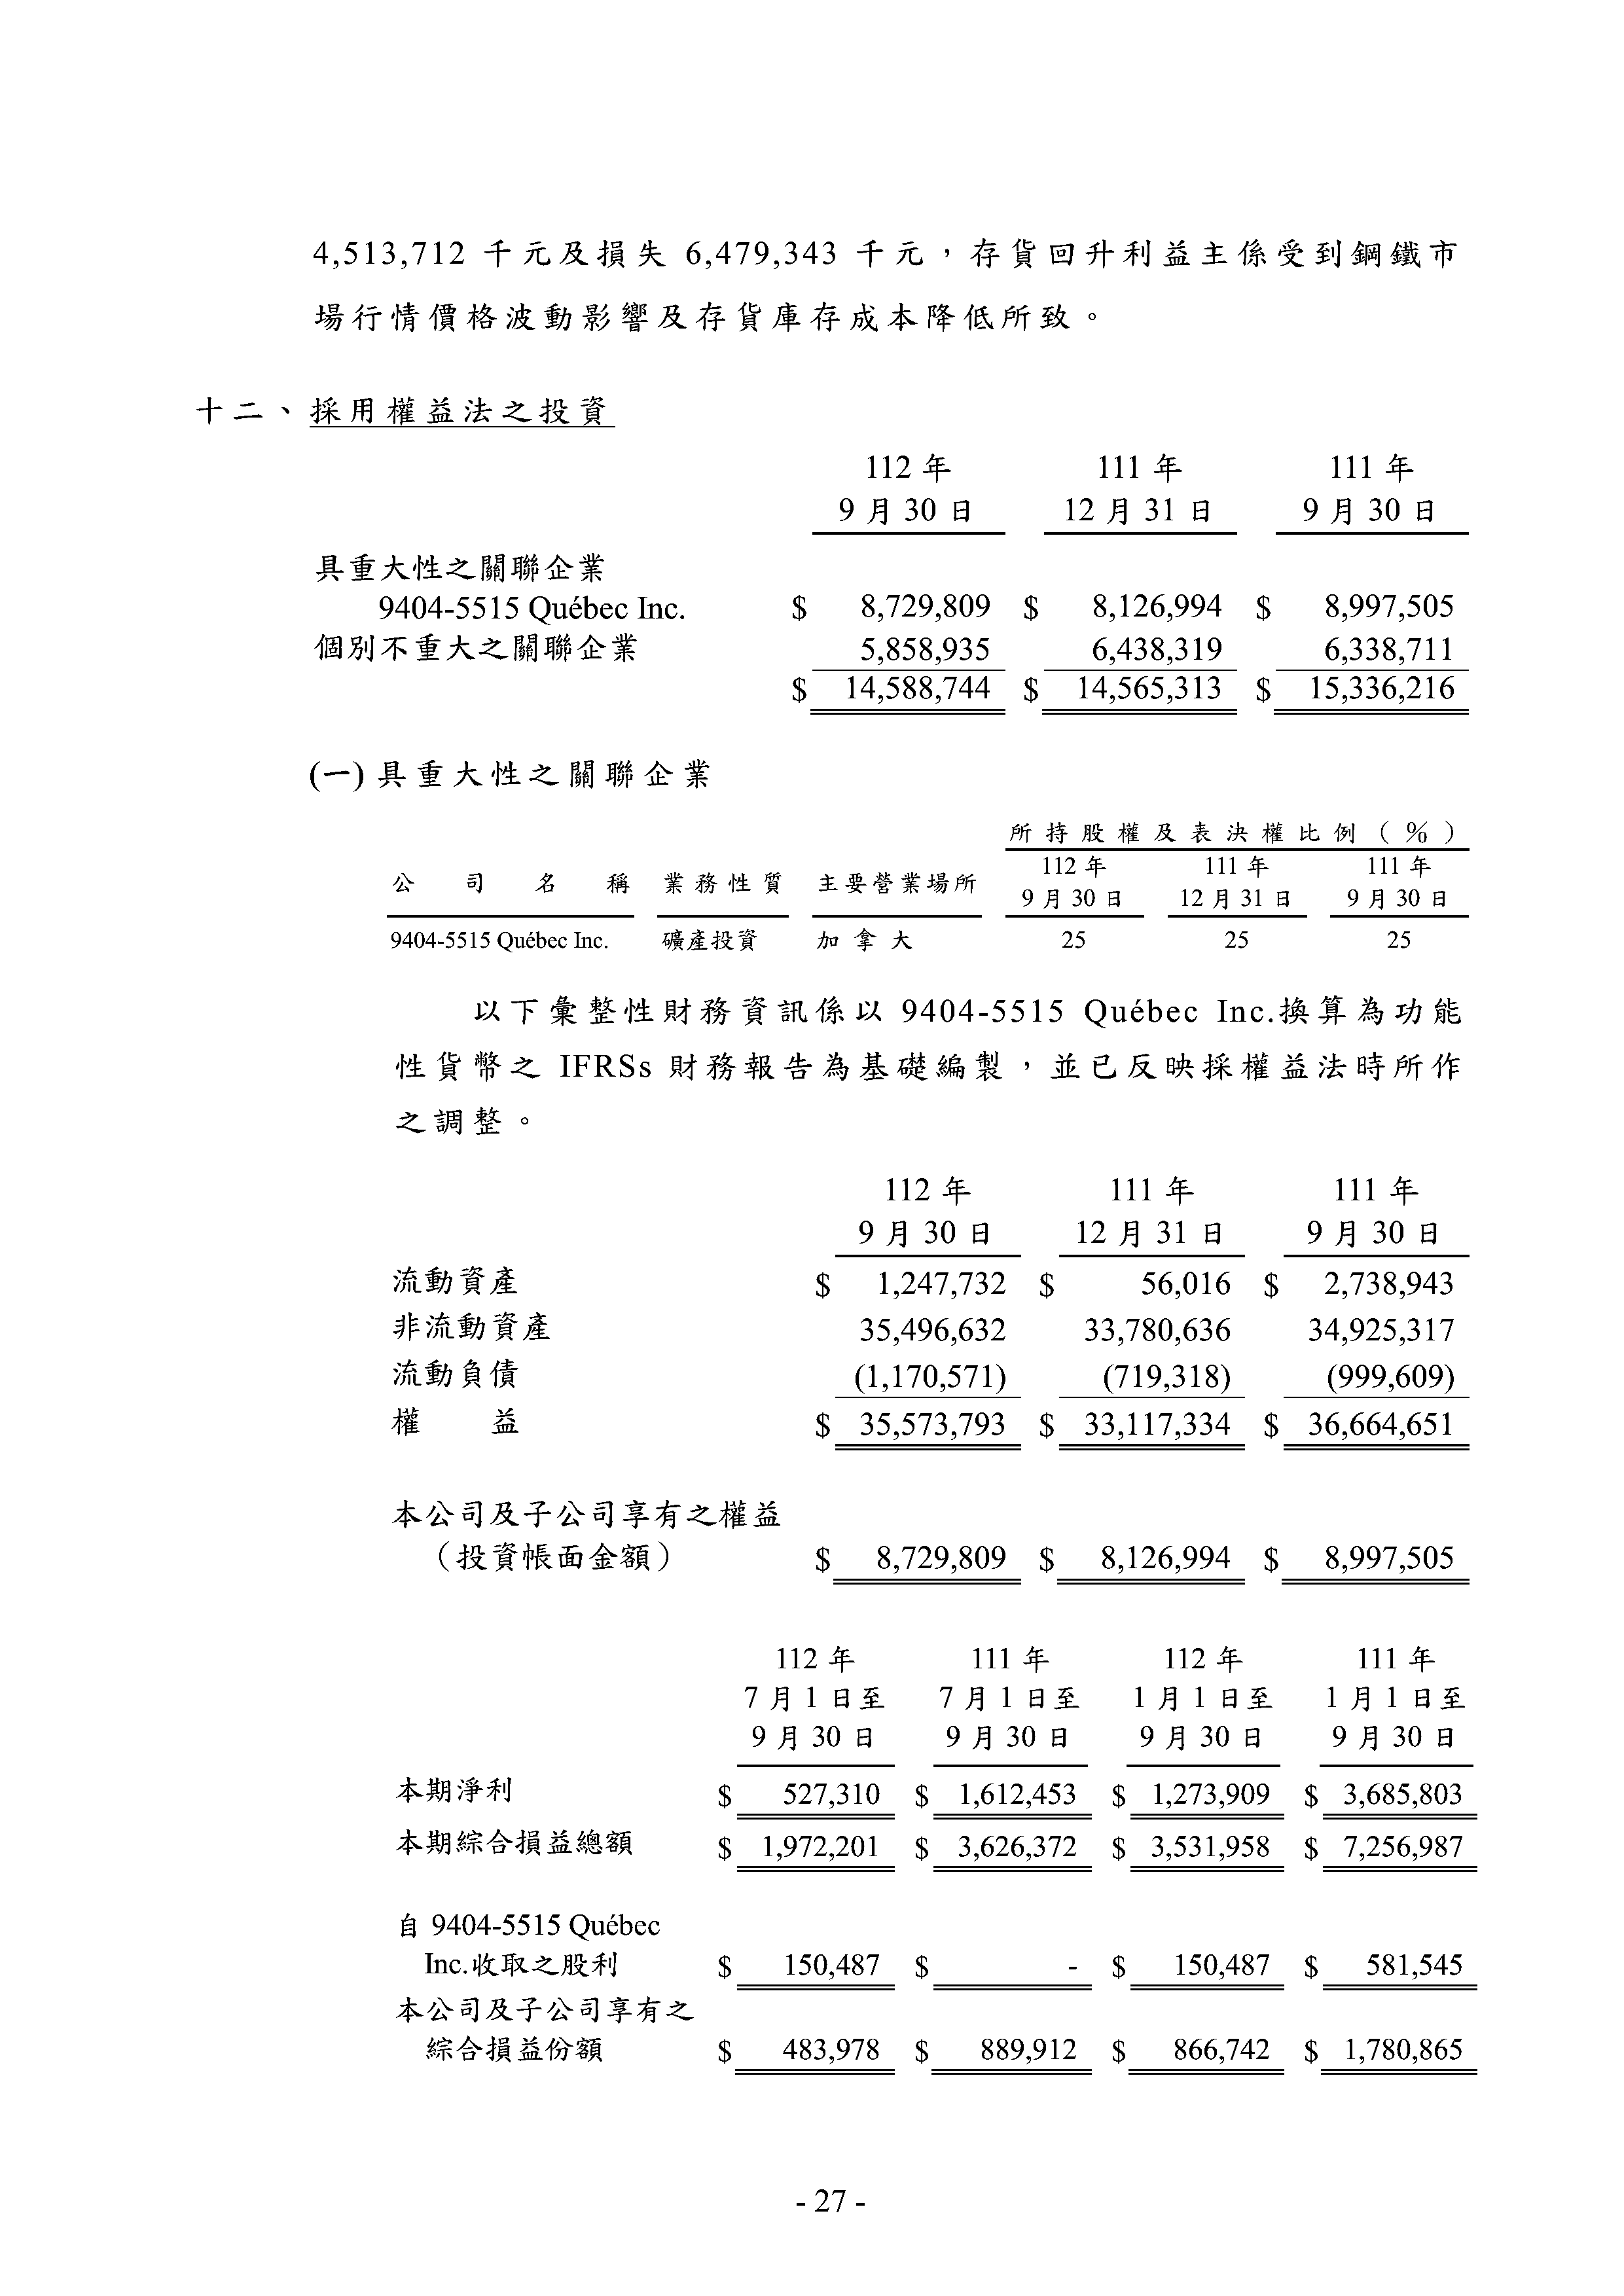 4,513,712 千元及損失 6,479,343 千元，存貨回升利益主係受到鋼鐵市
場行情價格波動影響及存貨庫存成本降低所致。
十二、採用權益法之投資
112 年 111 年 111 年
9 月 30 日 12 月 31 日 9 月 30 日
具重大性之關聯企業
9404-5515 Québec Inc. $ 8,729,809 $ 8,126,994 $ 8,997,505
個別不重大之關聯企業 5,858,935 6,438,319 6,338,711
$ 14,588,744 $ 14,565,313 $ 15,336,216
(一) 具重大性之關聯企業
所持股權及表決權比例（％）
112 年 111 年 111 年
公司名稱 業務性質 主要營業場所 9 月 30 日 12 月 31 日 9 月 30 日
9404-5515 Québec Inc. 礦產投資 加拿大 25 25 25
以下彙整性財務資訊係以 9404-5515 Québec Inc.換算為功能
性貨幣之 IFRSs 財務報告為基礎編製，並已反映採權益法時所作
之調整。
112 年 111 年 111 年
9 月 30 日 12 月 31 日 9 月 30 日
流動資產 $ 1,247,732 $ 56,016 $ 2,738,943
非流動資產 35,496,632 33,780,636 34,925,317
流動負債 (1,170,571) (719,318) (999,609)
權益 $ 35,573,793 $ 33,117,334 $ 36,664,651
本公司及子公司享有之權益
（投資帳面金額） $ 8,729,809 $ 8,126,994 $ 8,997,505
112 年 111 年 112 年 111 年
7 月 1 日至 7 月 1 日至 1 月 1 日至 1 月 1 日至
9 月 30 日 9 月 30 日 9 月 30 日 9 月 30 日
本期淨利 $ 527,310 $ 1,612,453 $ 1,273,909 $ 3,685,803
本期綜合損益總額 $ 1,972,201 $ 3,626,372 $ 3,531,958 $ 7,256,987
自 9404-5515 Québec
Inc.收取之股利 $ 150,487 $ - $ 150,487 $ 581,545
本公司及子公司享有之
綜合損益份額 $ 483,978 $ 889,912 $ 866,742 $ 1,780,865
- 27 -